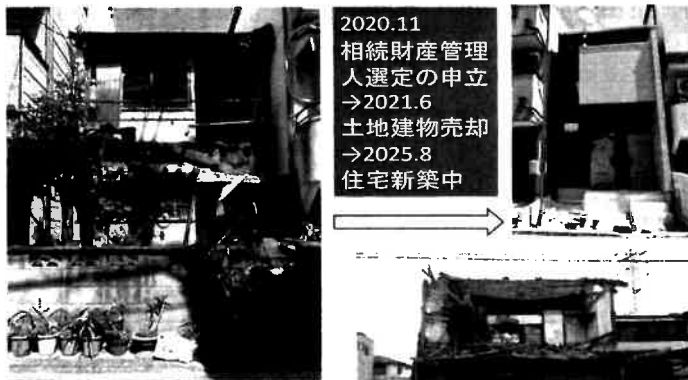 2020.11
相続財産管理
人選定の申立
→2021.6
土地建物売却
→2025.8
住宅新築中